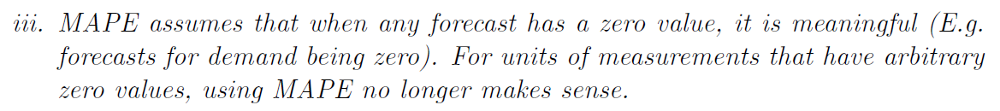 iii. MAPE assumes that when any forecast has a zero value, it is meaningful (E.g.
forecasts for demand being zero). For units of measurements that have arbitrary
zero values, using MAPE no longer makes sense.